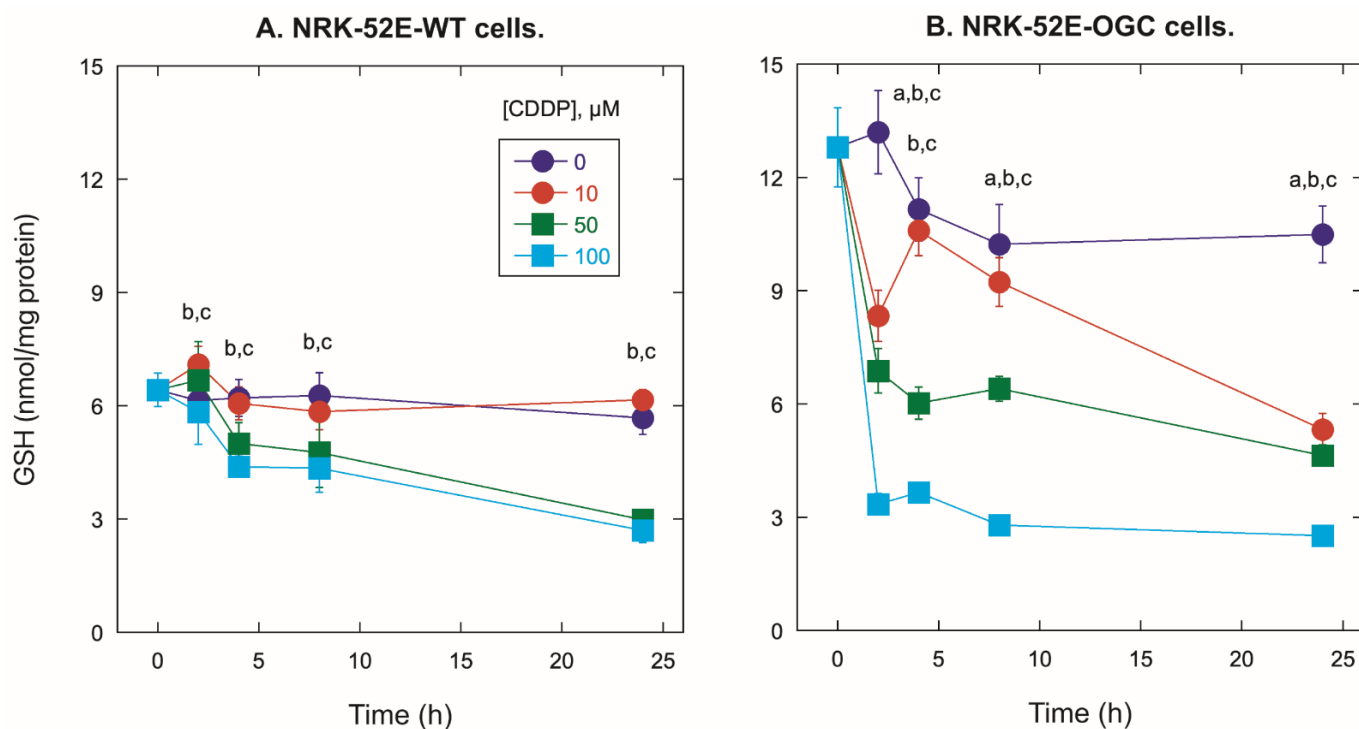 A. NRK-52E-WT cells.
[CDDP], µM
0
10
50
100
b,c
b,c
b,c
b,c
15
12
9
6
3
0
0
5
10
15
20
25
GSH (nmol/mg protein)
Time (h)
B. NRK-52E-OGC cells.
a,b,c
b,c
a,b,c
a,b,c
15
12
9
6
3
0
0
5
10
15
20
25
Time (h)